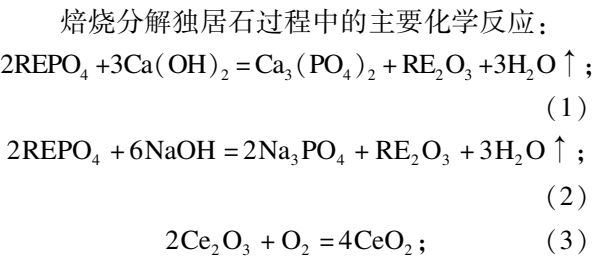 焙烧分解独居石过程中的主要化学反应:
2REPO₄+3Ca(OH)₂=Ca₃(PO₄)₂+RE₂O₃+3H₂O↑;
(1)
2REPO₄+6NaOH=2Na₃PO₄+RE₂O₃+3H₂O↑;
(2)
2Ce₂O₃+O₂=4CeO₂; (3)